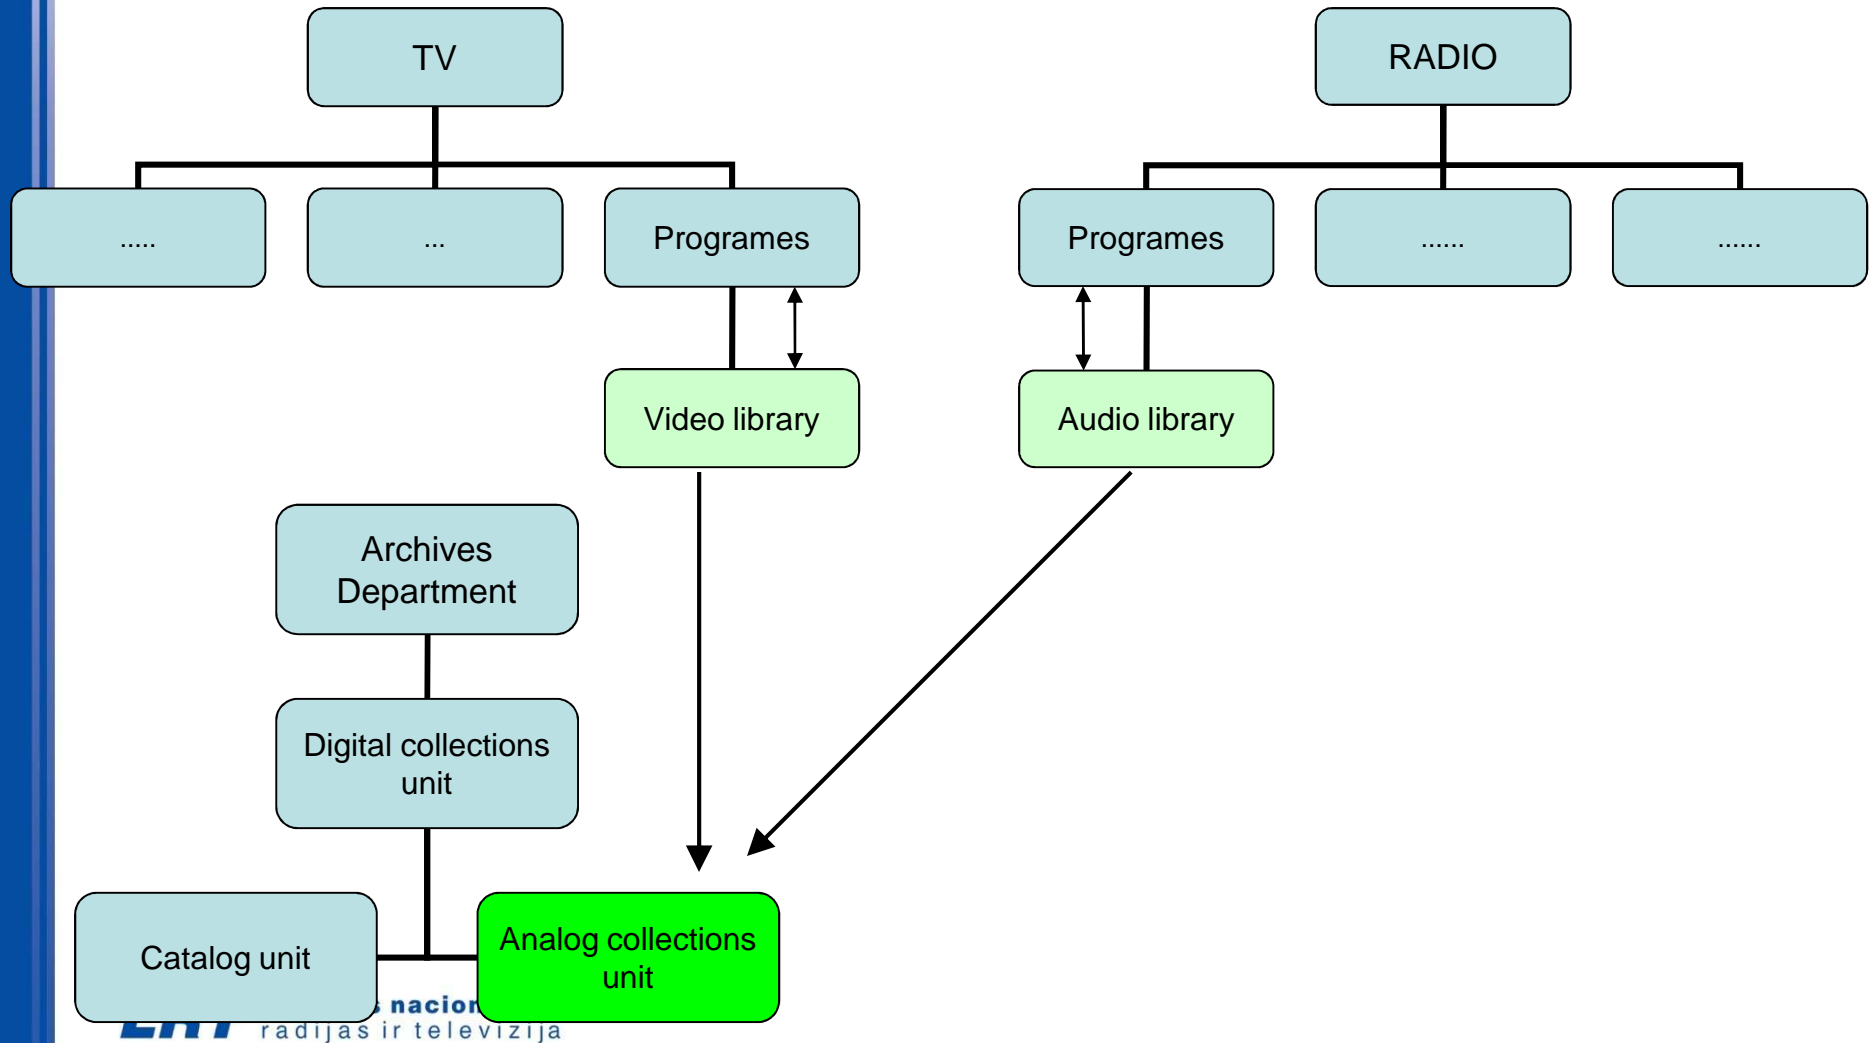 TV
RADIO
.....
...
Programes
Programes
......
......
Video library
Audio library
Archives
Department
Digital collections
unit
Catalog unit
Analog collections
unit
radijas ir televizija